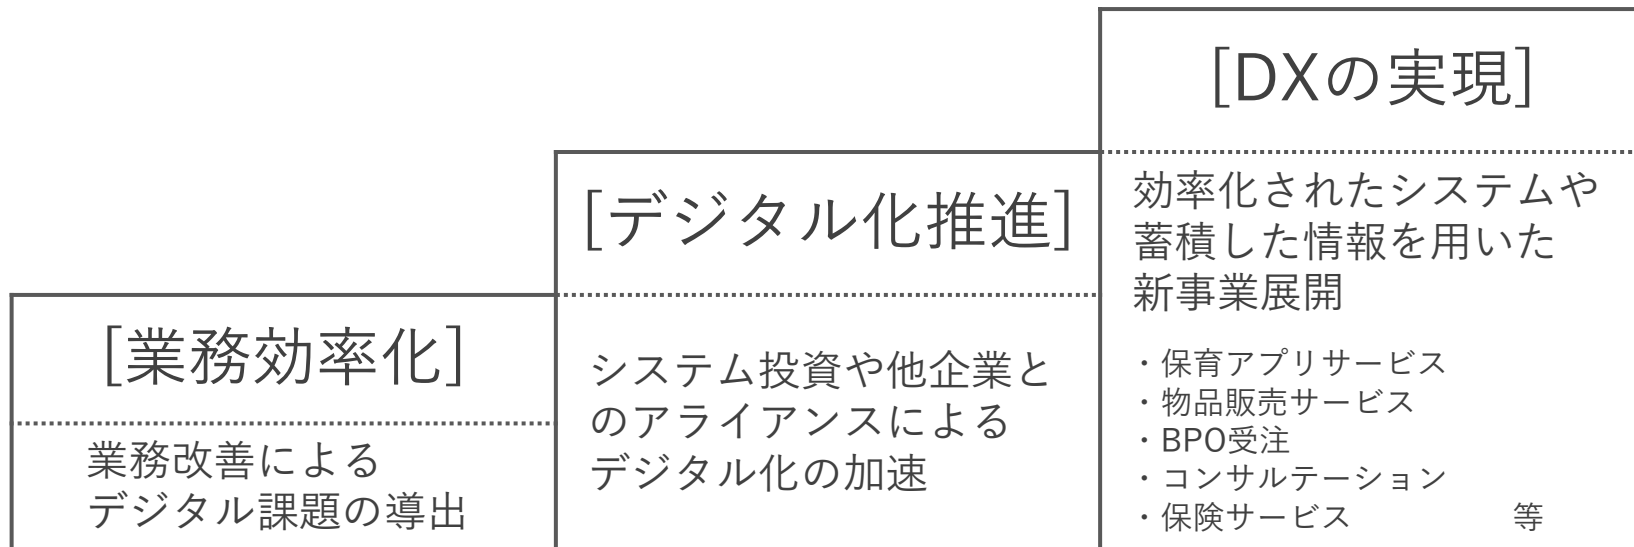 [業務効率化]
業務改善による
デジタル課題の導出
[デジタル化推進]
システム投資や他企業と
のアライアンスによる
デジタル化の加速
[DXの実現]
効率化されたシステムや
蓄積した情報を用いた
新事業展開
・保育アプリサービス
・物品販売サービス
・BPO受注
・コンサルテーション
・保険サービス 等